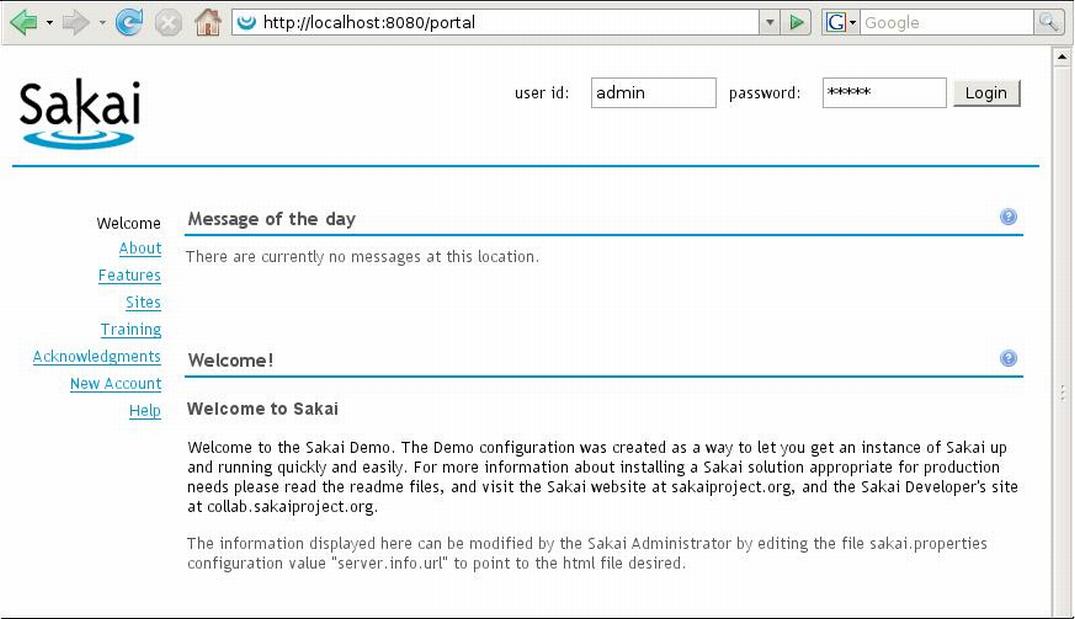 http://localhost:8080/portal
G
Google
Sakai
user id:
admin
password:
*****
Login
Welcome
About
Features
Sites
Training
Acknowledgments
New Account
Help
Message of the day
?
There are currently no messages at this location.
Welcome!
?
Welcome to Sakai
Welcome to the Sakai Demo. The Demo configuration was created as a way to let you get an instance of Sakai up
and running quickly and easily. For more information about installing a Sakai solution appropriate for production
needs please read the readme files, and visit the Sakai website at sakaiproject.org, and the Sakai Developer's site
at collab.sakaiproject.org.
The information displayed here can be modified by the Sakai Administrator by editing the file sakai.properties
configuration value "server.info.url" to point to the html file desired.